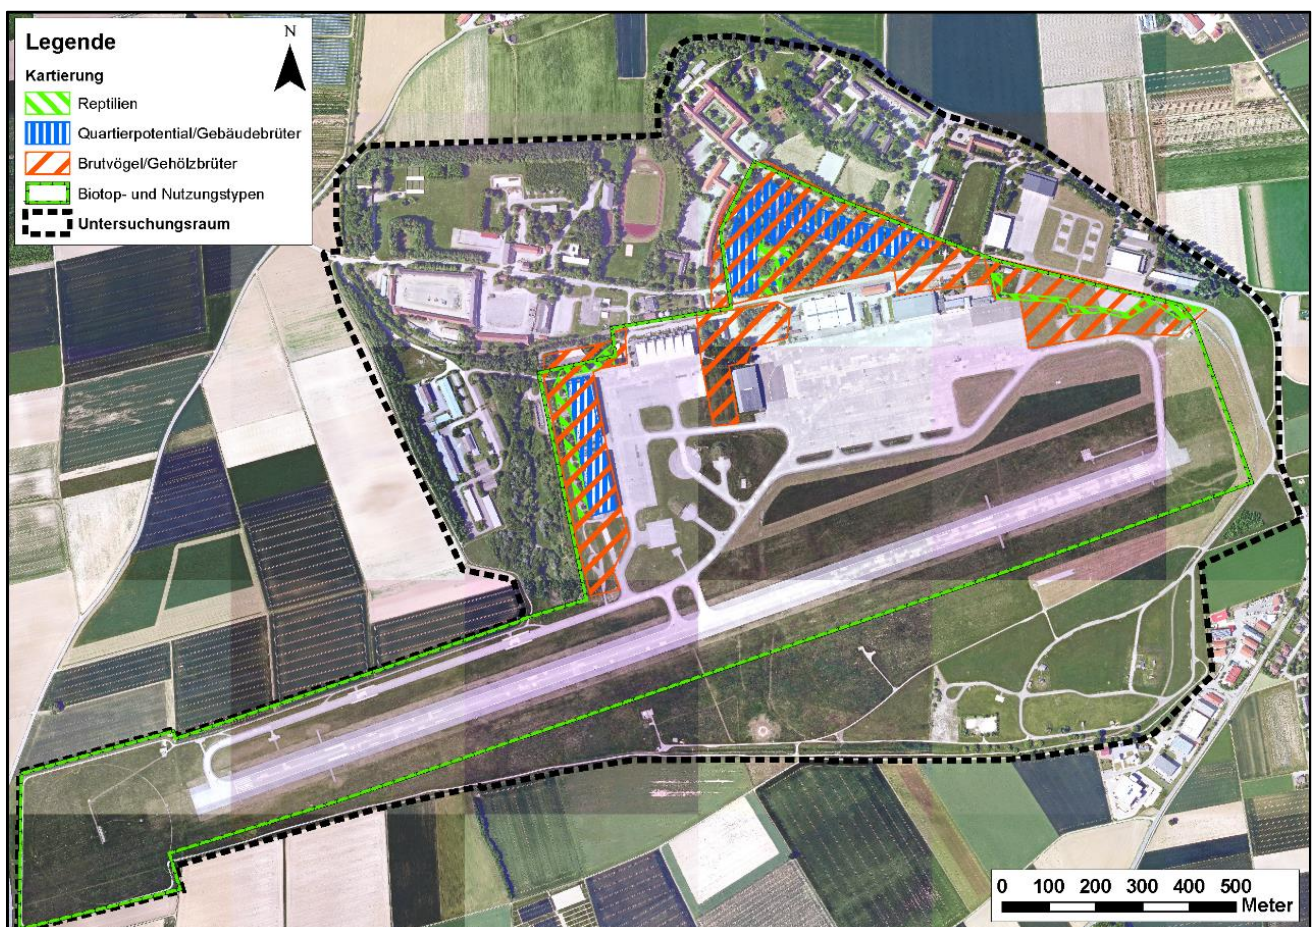 Legende
N
Kartierung
Reptilien
Quartierpotential/Gebäudebrüter
Brutvögel/Gehölzbrüter
Biotop- und Nutzungstypen
Untersuchungsraum
0 100 200 300 400 500
Meter